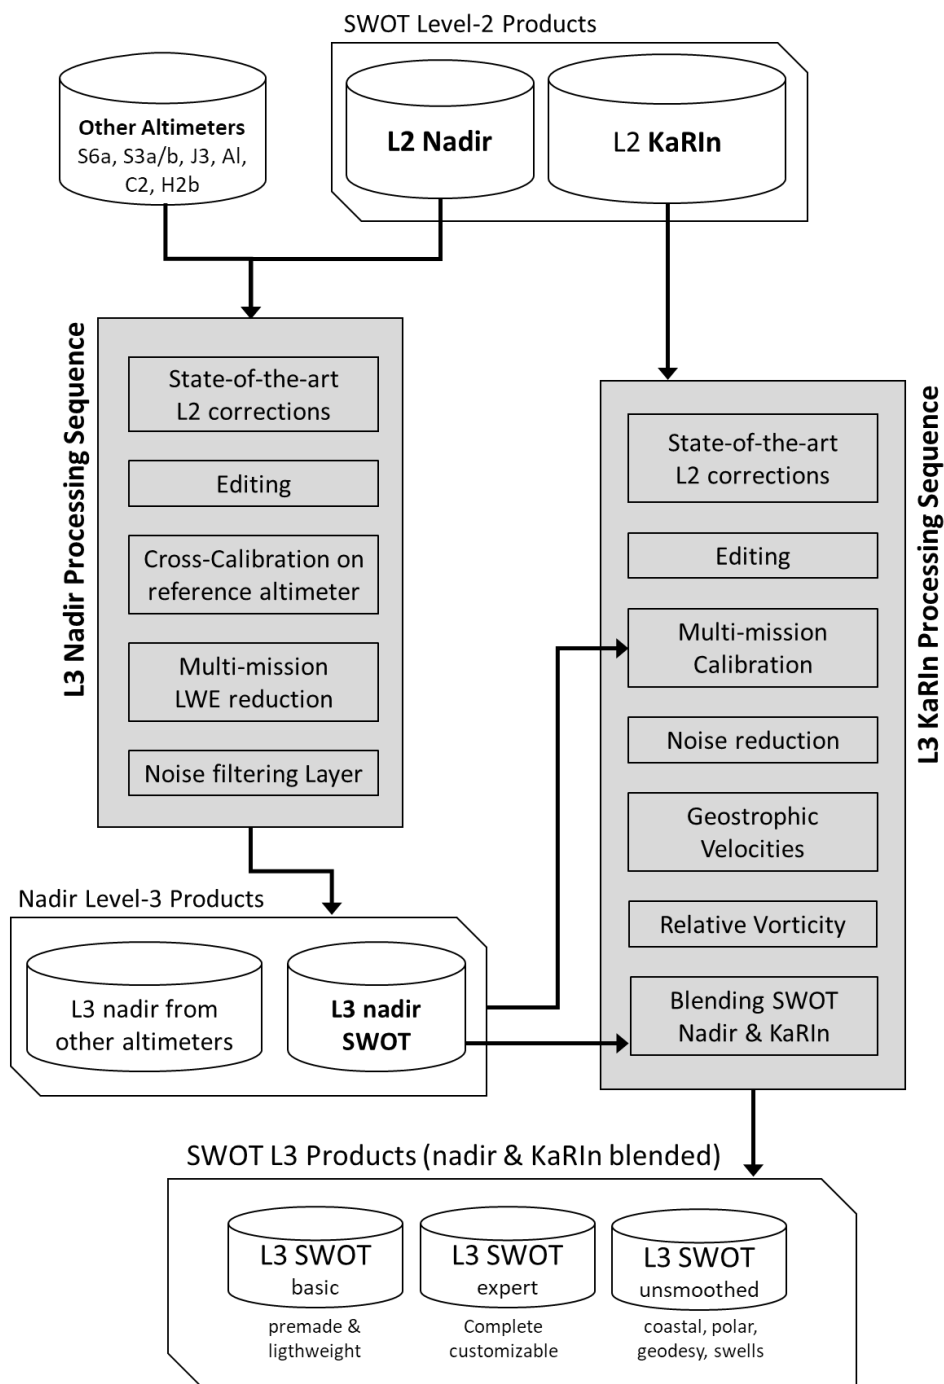 SWOT Level-2 Products
Other Altimeters
S6a, S3a/b, J3, Al,
C2, H2b
L2 Nadir
L2 KaRIn
L3 Nadir Processing Sequence
State-of-the-art
L2 corrections
Editing
Cross-Calibration on
reference altimeter
Multi-mission
LWE reduction
Noise filtering Layer
L3 KaRIn Processing Sequence
State-of-the-art
L2 corrections
Editing
Multi-mission
Calibration
Noise reduction
Geostrophic
Velocities
Relative Vorticity
Blending SWOT
Nadir & KaRIn
Nadir Level-3 Products
L3 nadir from
other altimeters
L3 nadir
SWOT
SWOT L3 Products (nadir & KaRIn blended)
L3 SWOT
basic
premade &
ligthweight
L3 SWOT
expert
Complete
customizable
L3 SWOT
unsmoothed
coastal, polar,
geodesy, swells